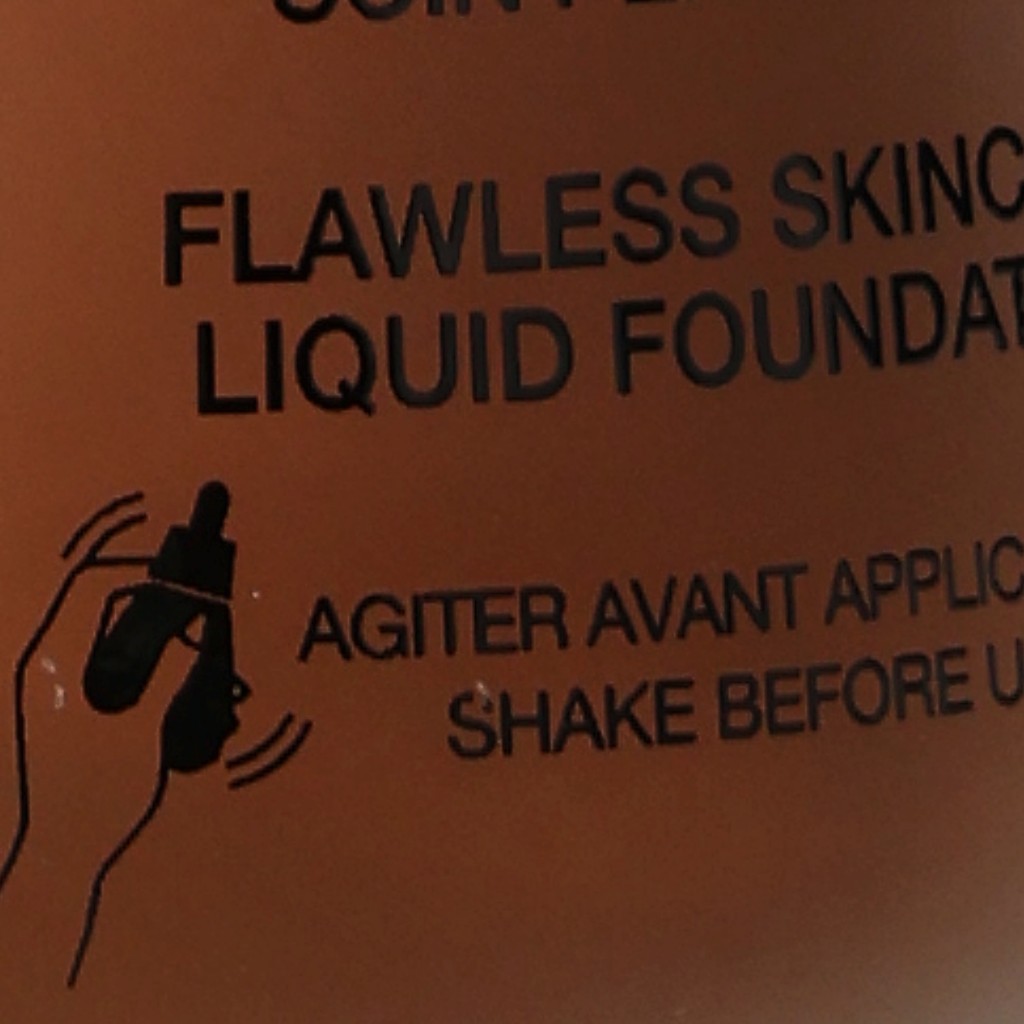 FLAWLESS SKINC
LIQUID FOUNDAT
AGITER AVANT APPLIC
SHAKE BEFORE U